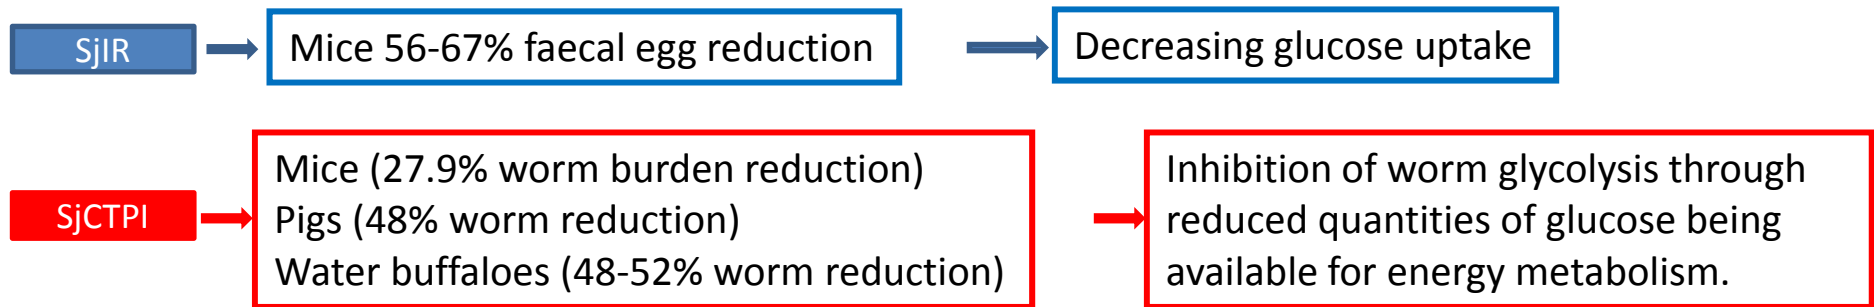 SjIR
Mice 56-67% faecal egg reduction
Decreasing glucose uptake
SjCTPI
Mice (27.9% worm burden reduction)
Pigs (48% worm reduction)
Water buffaloes (48-52% worm reduction)
Inhibition of worm glycolysis through
reduced quantities of glucose being
available for energy metabolism.